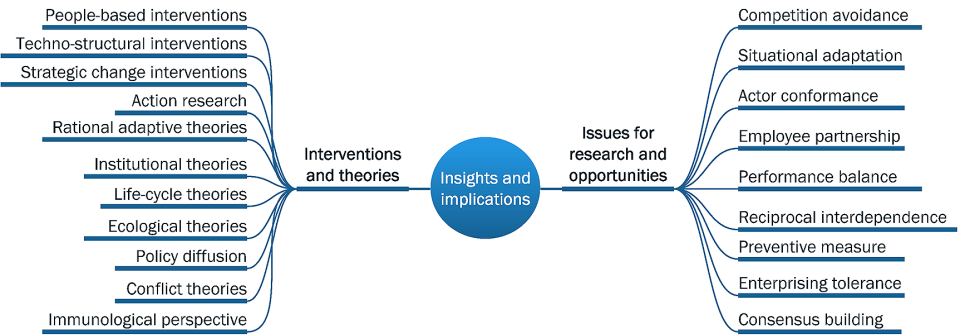 People-based interventions
Techno-structural interventions
Strategic change interventions
Action research
Rational adaptive theories
Institutional theories
Life-cycle theories
Ecological theories
Policy diffusion
Conflict theories
Immunological perspective
Interventions
and theories
Insights and
implications
Issues for
research and
opportunities
Competition avoidance
Situational adaptation
Actor conformance
Employee partnership
Performance balance
Reciprocal interdependence
Preventive measure
Enterprising tolerance
Consensus building